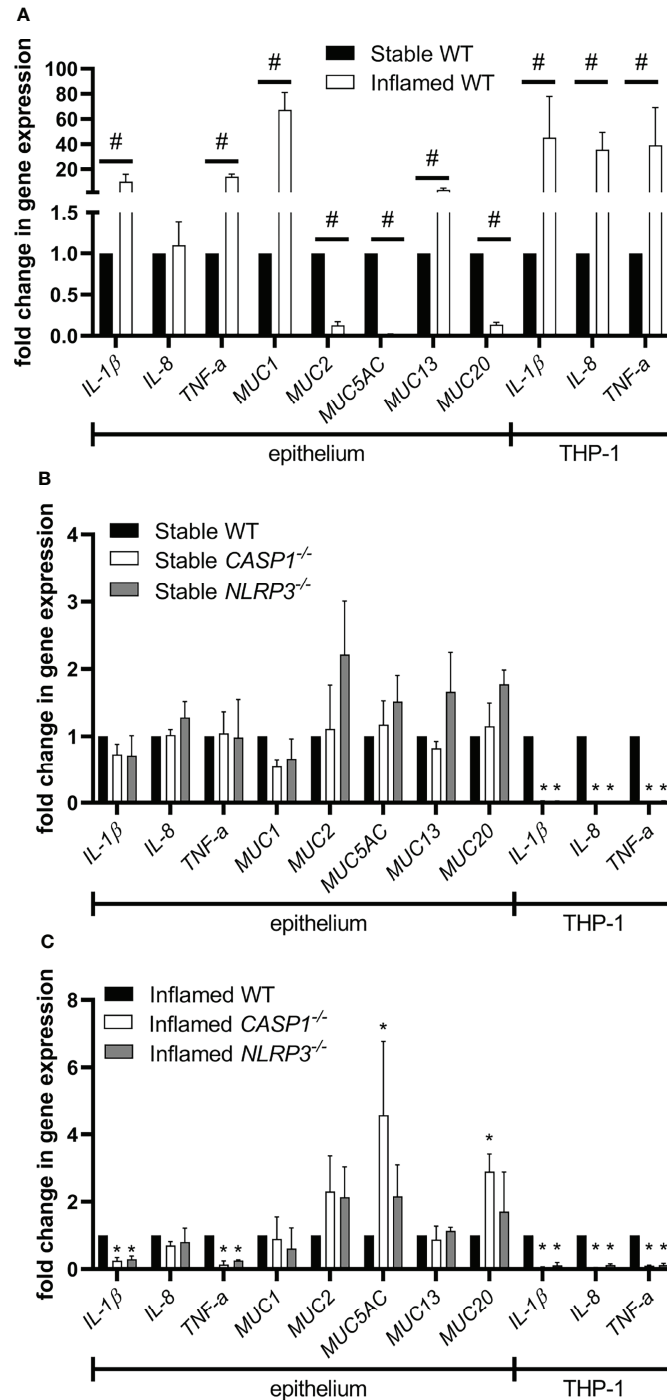 A
Stable WT
Inflamed WT
fold change in gene expression
100
80
60
40
20
1.5
1.0
0.5
0.0
# # # # # # # # # #
IL-1β IL-8 TNF-a MUC1 MUC2 MUC5AC MUC13 MUC20 IL-1β IL-8 TNF-a
epithelium THP-1
B
Stable WT
Stable CASP1-/-
Stable NLRP3-/-
fold change in gene expression
4
3
2
1
0
* * * * * *
IL-1β IL-8 TNF-a MUC1 MUC2 MUC5AC MUC13 MUC20 IL-1β IL-8 TNF-a
epithelium THP-1
C
Inflamed WT
Inflamed CASP1-/-
Inflamed NLRP3-/-
fold change in gene expression
8
6
4
2
0
* * * * * * * * * * * *
IL-1β IL-8 TNF-a MUC1 MUC2 MUC5AC MUC13 MUC20 IL-1β IL-8 TNF-a
epithelium THP-1